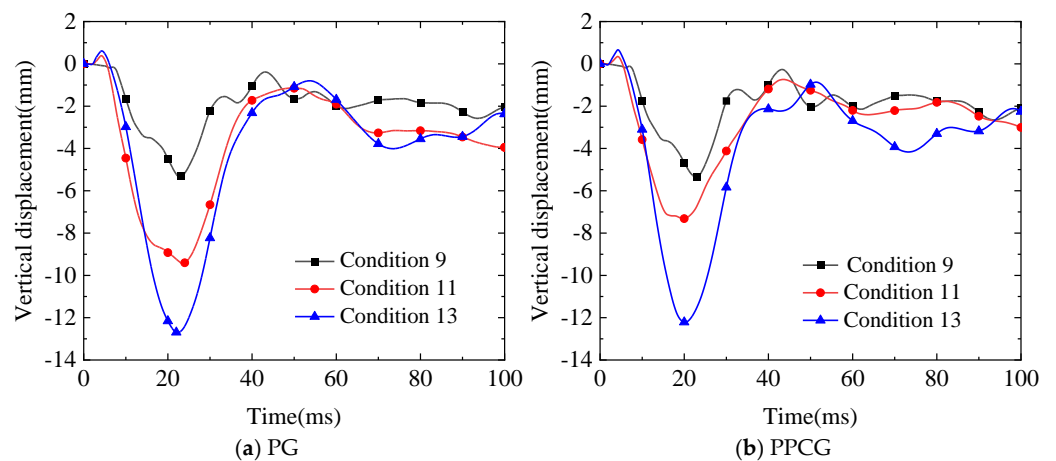 0
-2
-4
-6
-8
-10
-12
-14
Vertical displacement(mm)
Condition 9
Condition 11
Condition 13
0 20 40 60 80 100
Time(ms)
(a) PG
0
-2
-4
-6
-8
-10
-12
-14
Vertical displacement(mm)
Condition 9
Condition 11
Condition 13
0 20 40 60 80 100
Time(ms)
(b) PPCG